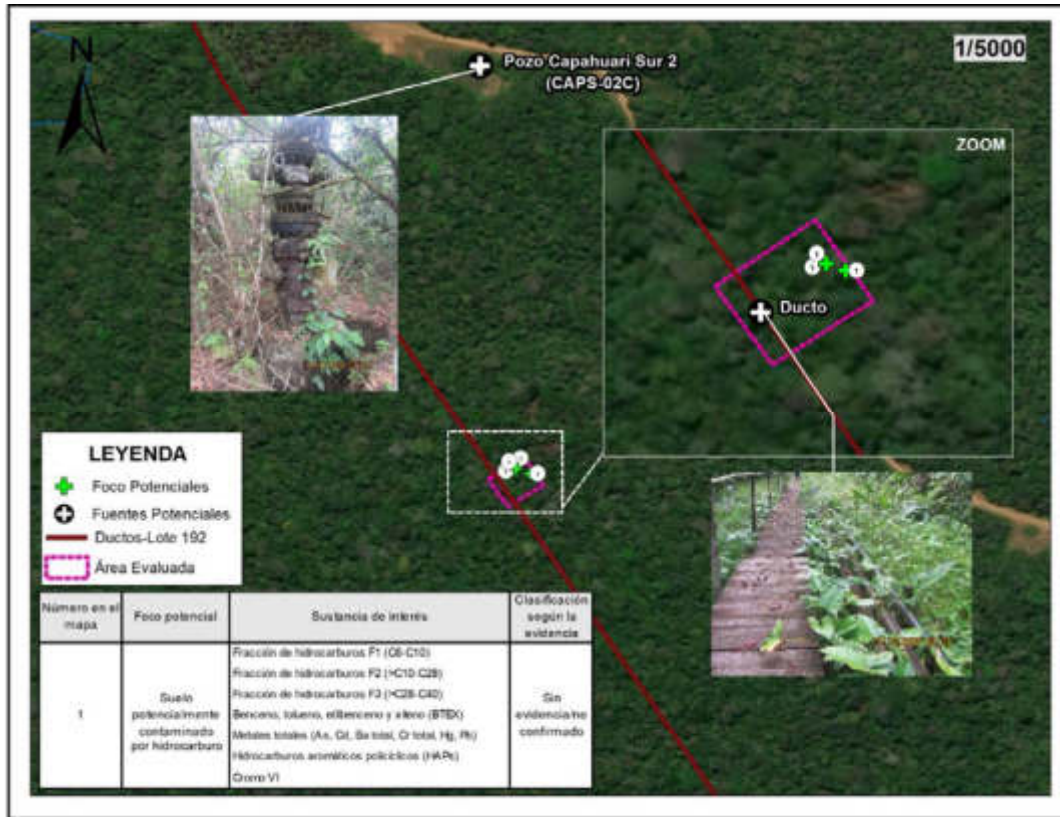 N
1/5000
Pozo Capahuari Sur 2
(CAPS-02C)
ZOOM
Ducto
LEYENDA
Foco Potenciales
Fuentes Potenciales
Ductos-Lote 192
Área Evaluada
Número en el mapa
Foco potencial
Sustancia de interés
Clasificación según la evidencia
1
Suelo potencialmente contaminado por hidrocarburo
Fracción de hidrocarburos F1 (C6-C10)
Fracción de hidrocarburos F2 (>C10-C28)
Fracción de hidrocarburos F3 (>C28-C40)
Benceno, tolueno, etilbenceno y xileno (BTEX)
Metales totales (As, Cd, Ba total, Cr total, Hg, Pb)
Hidrocarburos aromáticos policíclicos (HAPs)
Cromo VI
Sin evidencia/no confirmado